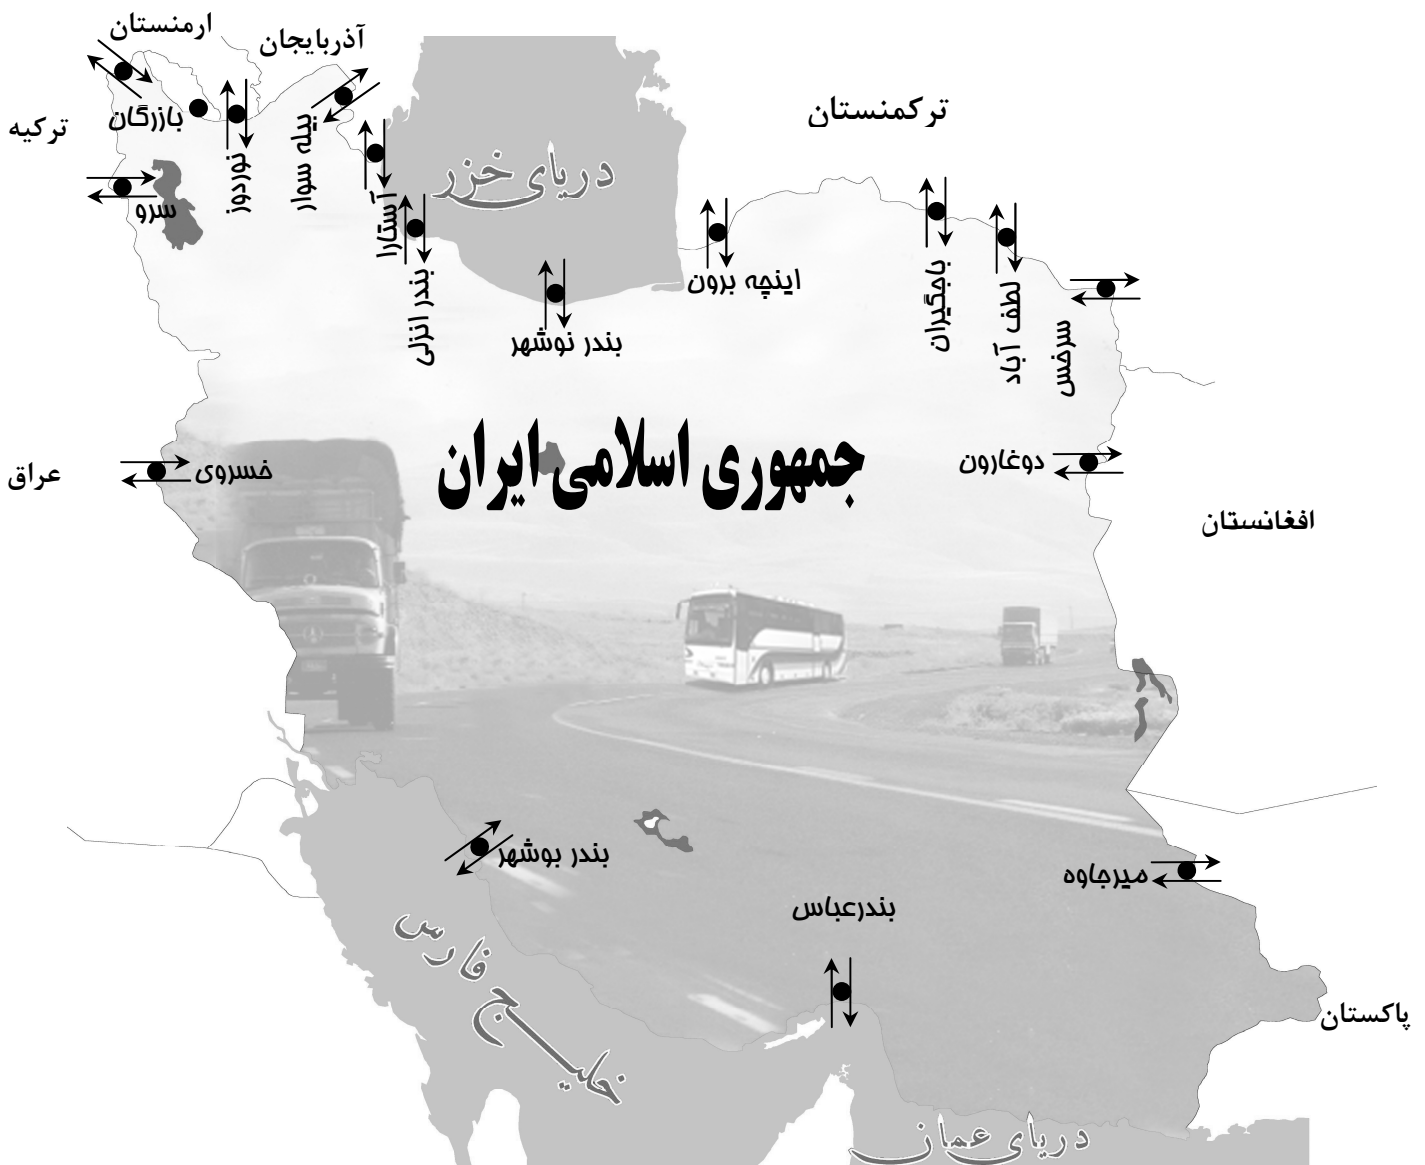 ارمنستان
آذربایجان
ترکمنستان
ترکیه
بازرگان
نوردوز
بیله سوار
آستارا
دریای خزر
سرو
بندر انزلی
بندر نوشهر
اینچه برون
باجگیران
لطف آباد
سرخس
جمهوری اسلامی ایران
دوغارون
خسروی
عراق
افغانستان
بندر بوشهر
میرجاوه
بندرعباس
خلیج فارس
پاکستان
دریای عمان